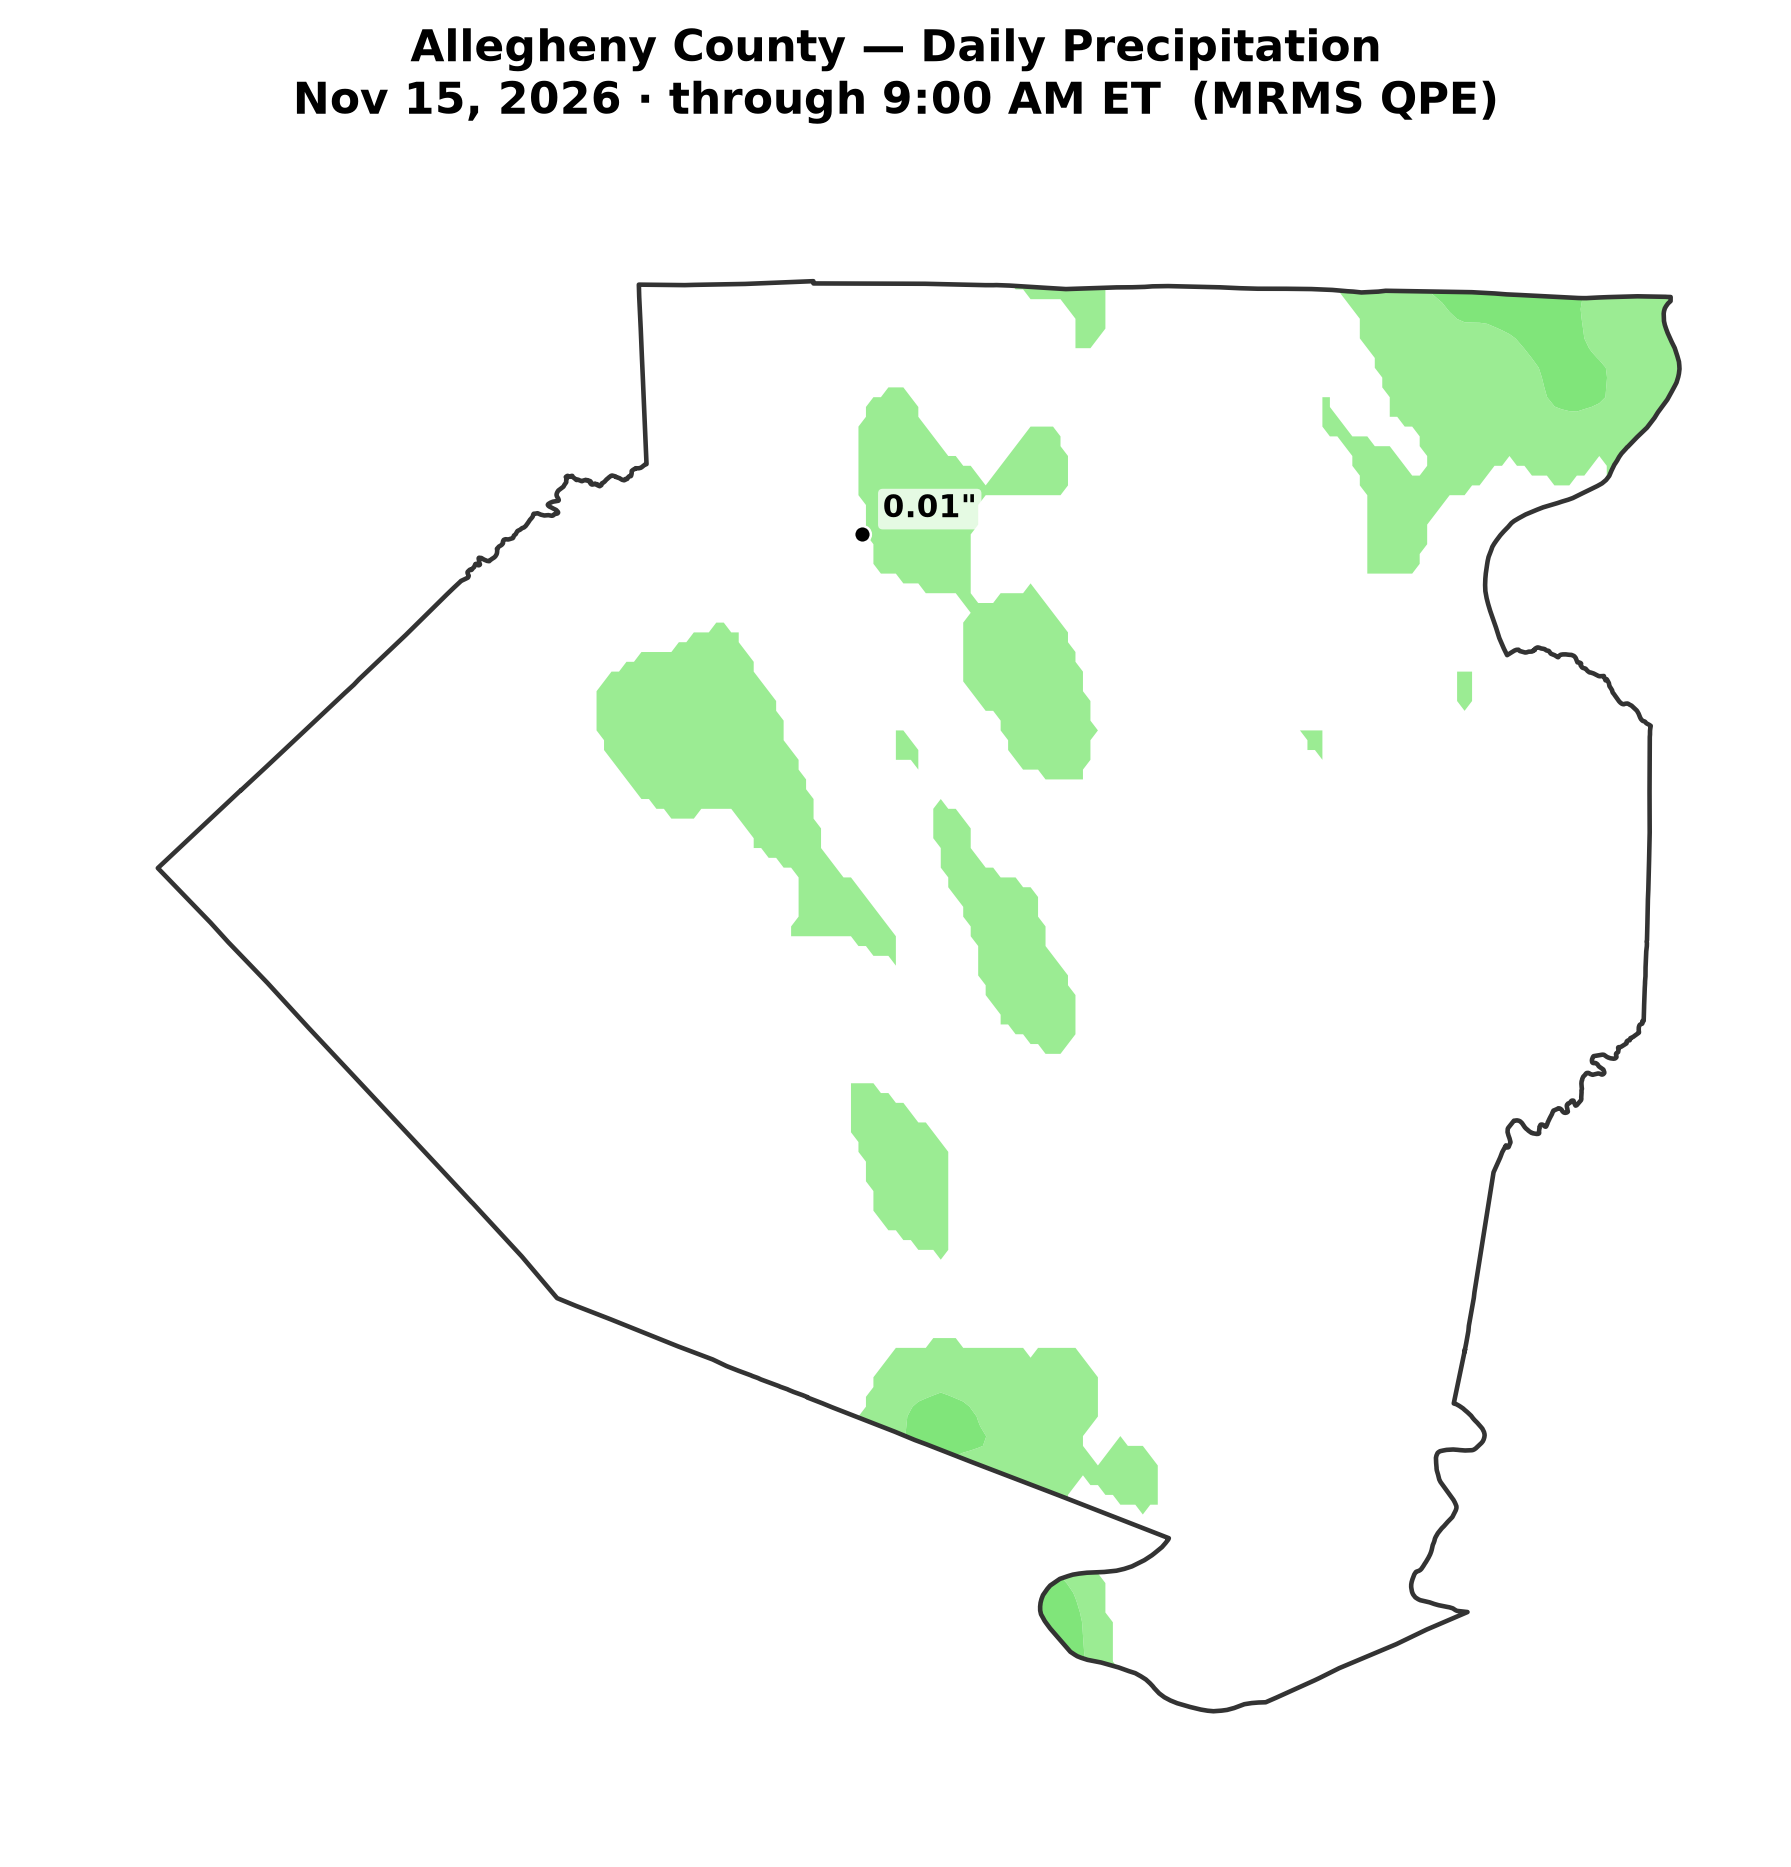 Allegheny County — Daily Precipitation
Nov 15, 2026 · through 9:00 AM ET (MRMS QPE)
0.01"